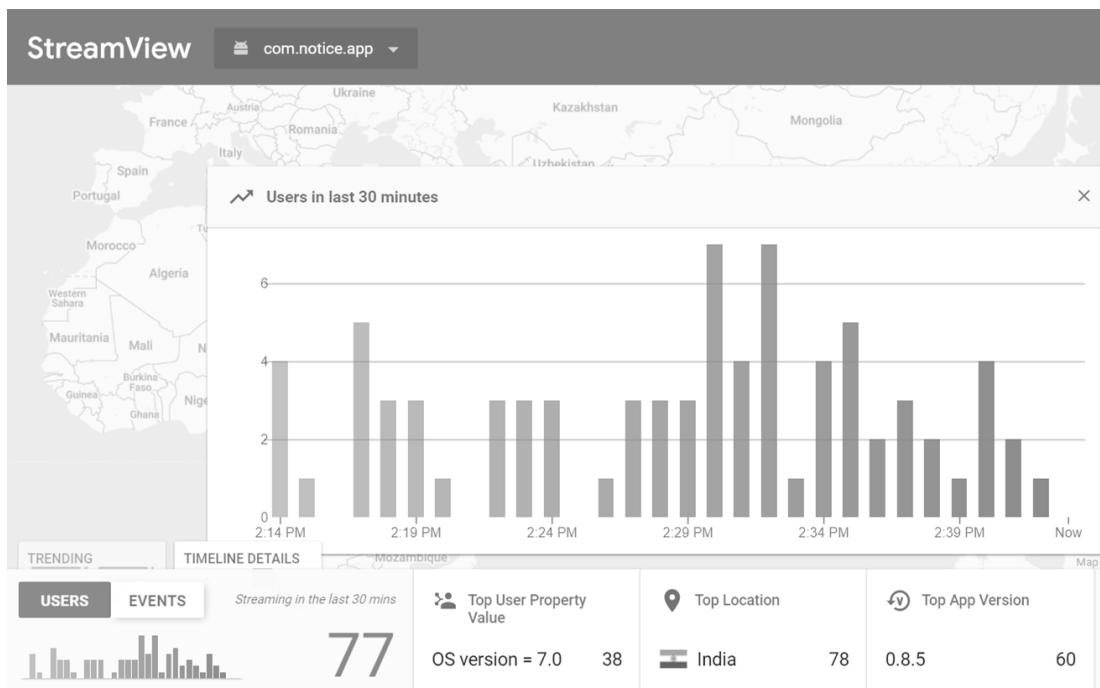 StreamView
com.notice.app
Ukraine
Austria
Kazakhstan
France
Romania
Mongolia
Italy
Uzbekistan
Spain
Portugal
Users in last 30 minutes
Tu
Morocco
Algeria
6
Western
Sahara
Mauritania
Mali
N
4
Burkina
Faso
Guinea
Nige
Ghana
2
0
2:14 PM 2:19 PM 2:24 PM 2:29 PM 2:34 PM 2:39 PM Now
TRENDING
TIMELINE DETAILS
Mozambique
Map
USERS
EVENTS
Streaming in the last 30 mins
77
Top User Property
Value
OS version = 7.0 38
Top Location
India 78
V
Top App Version
0.8.5 60